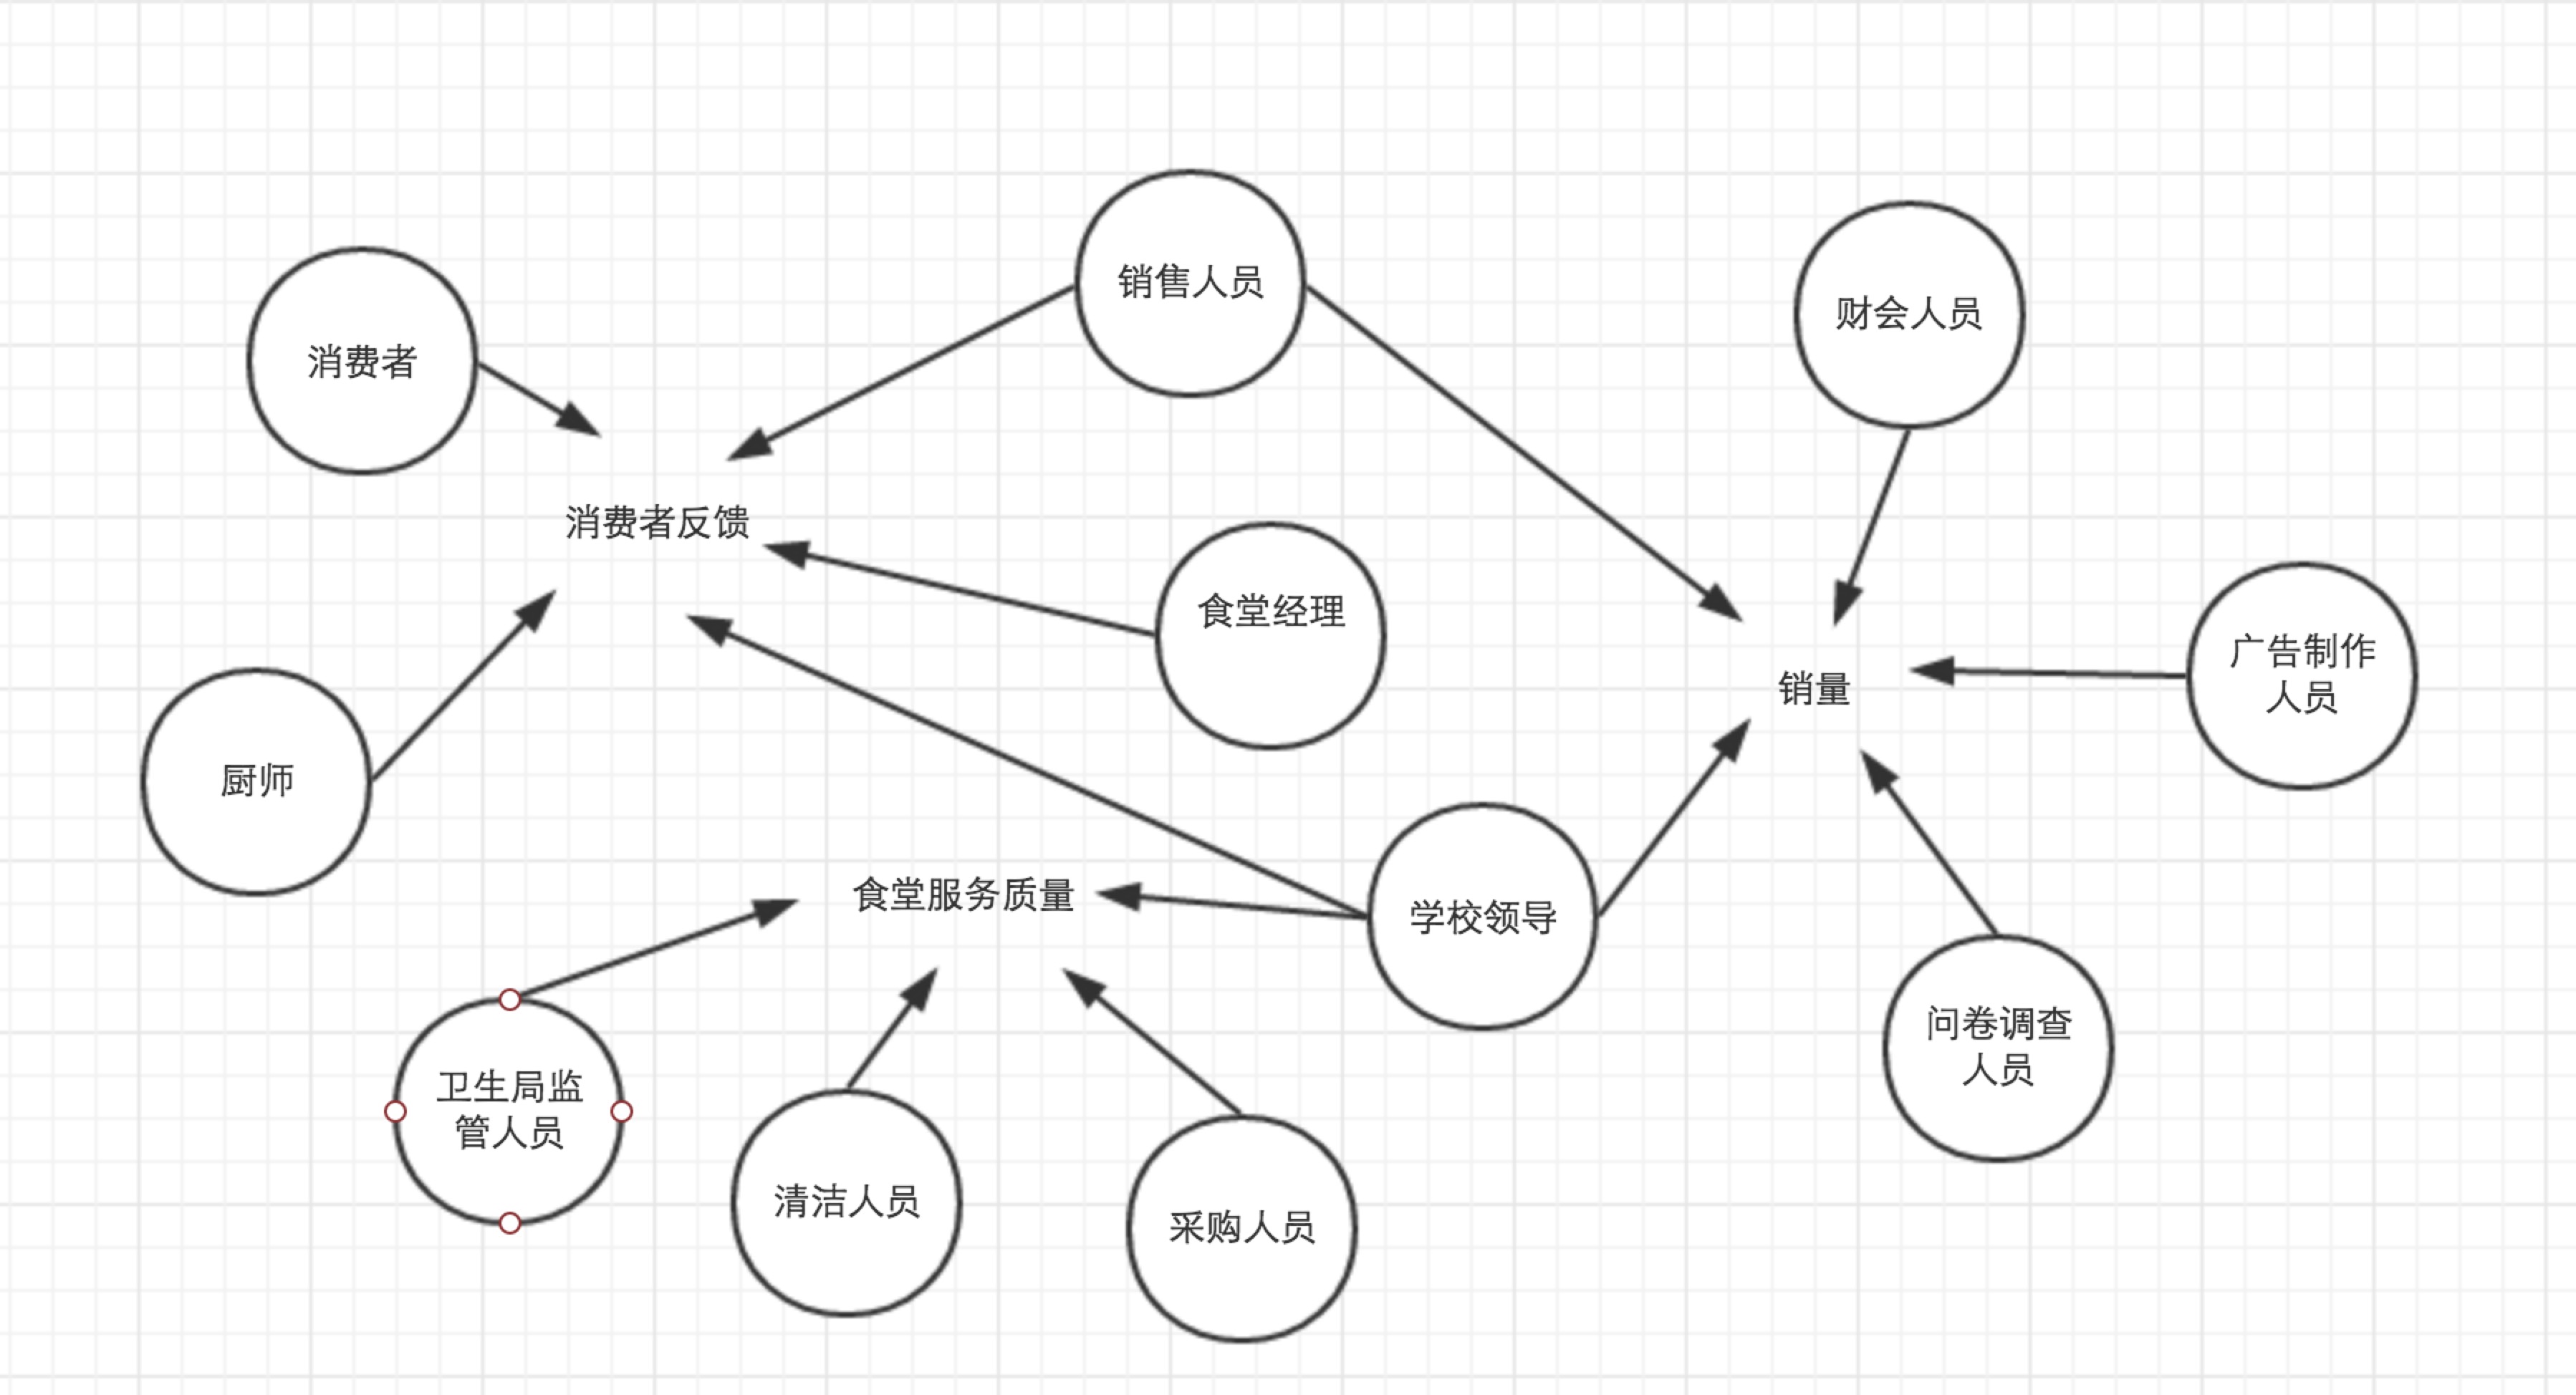 销售人员
财会人员
消费者
消费者反馈
食堂经理
广告制作
人员
销量
厨师
食堂服务质量
学校领导
问卷调查
人员
卫生局监
管人员
清洁人员
采购人员